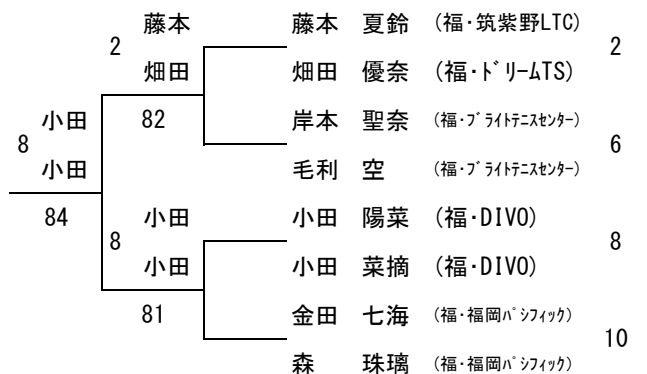 藤本 藤本 夏鈴 (福・筑紫野LTC)
2 2
畑田 畑田 優奈 (福・ﾄﾞﾘｰﾑTS)
小田 82 岸本 聖奈 (福・ﾌﾞﾗｲﾄﾃﾆｽｾﾝﾀｰ)
8 6
小田 毛利 空 (福・ﾌﾞﾗｲﾄﾃﾆｽｾﾝﾀｰ)
84 小田 小田 陽菜 (福・DIVO)
8 8
小田 小田 菜摘 (福・DIVO)
81 金田 七海 (福・福岡ﾊﾟｼﾌｨｯｸ)
10
森 珠璃 (福・福岡ﾊﾟｼﾌｨｯｸ)